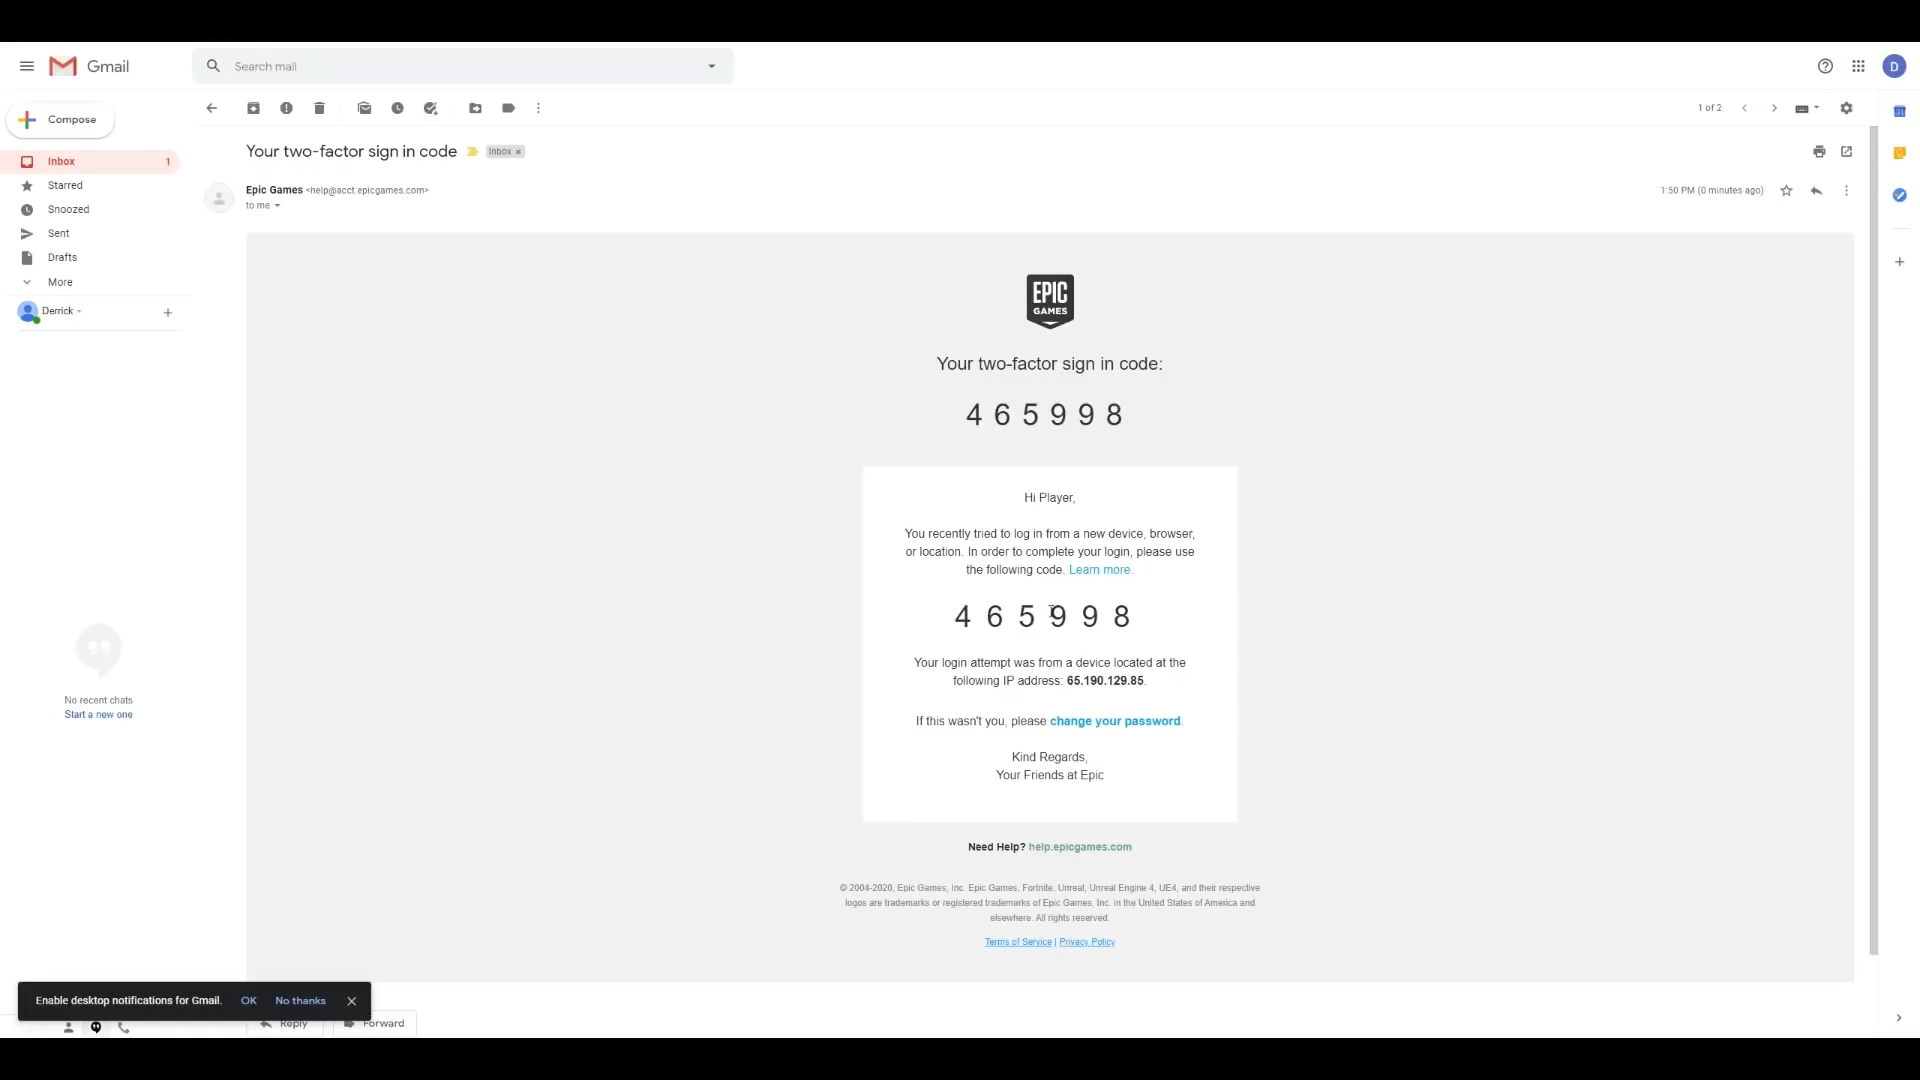 Gmail
Search mail
D
Compose
1 of 2
Inbox 1
Starred
Snoozed
Sent
Drafts
More
Derrick
No recent chats
Start a new one
Your two-factor sign in code
Inbox x
Epic Games <help@acct.epicgames.com>
1:50 PM (0 minutes ago)
to me
EPIC
GAMES
Your two-factor sign in code:
4 6 5 9 9 8
Hi Player,
You recently tried to log in from a new device, browser,
or location. In order to complete your login, please use
the following code. Learn more.
4 6 5 9 9 8
Your login attempt was from a device located at the
following IP address: 65.190.129.85.
If this wasn't you, please change your password.
Kind Regards,
Your Friends at Epic
Need Help? help.epicgames.com
© 2004-2020, Epic Games, Inc. Epic Games, Fortnite, Unreal, Unreal Engine 4, UE4, and their respective
logos are trademarks or registered trademarks of Epic Games, Inc. in the United States of America and
elsewhere. All rights reserved.
Terms of Service | Privacy Policy
Enable desktop notifications for Gmail. OK No thanks
Reply
Forward